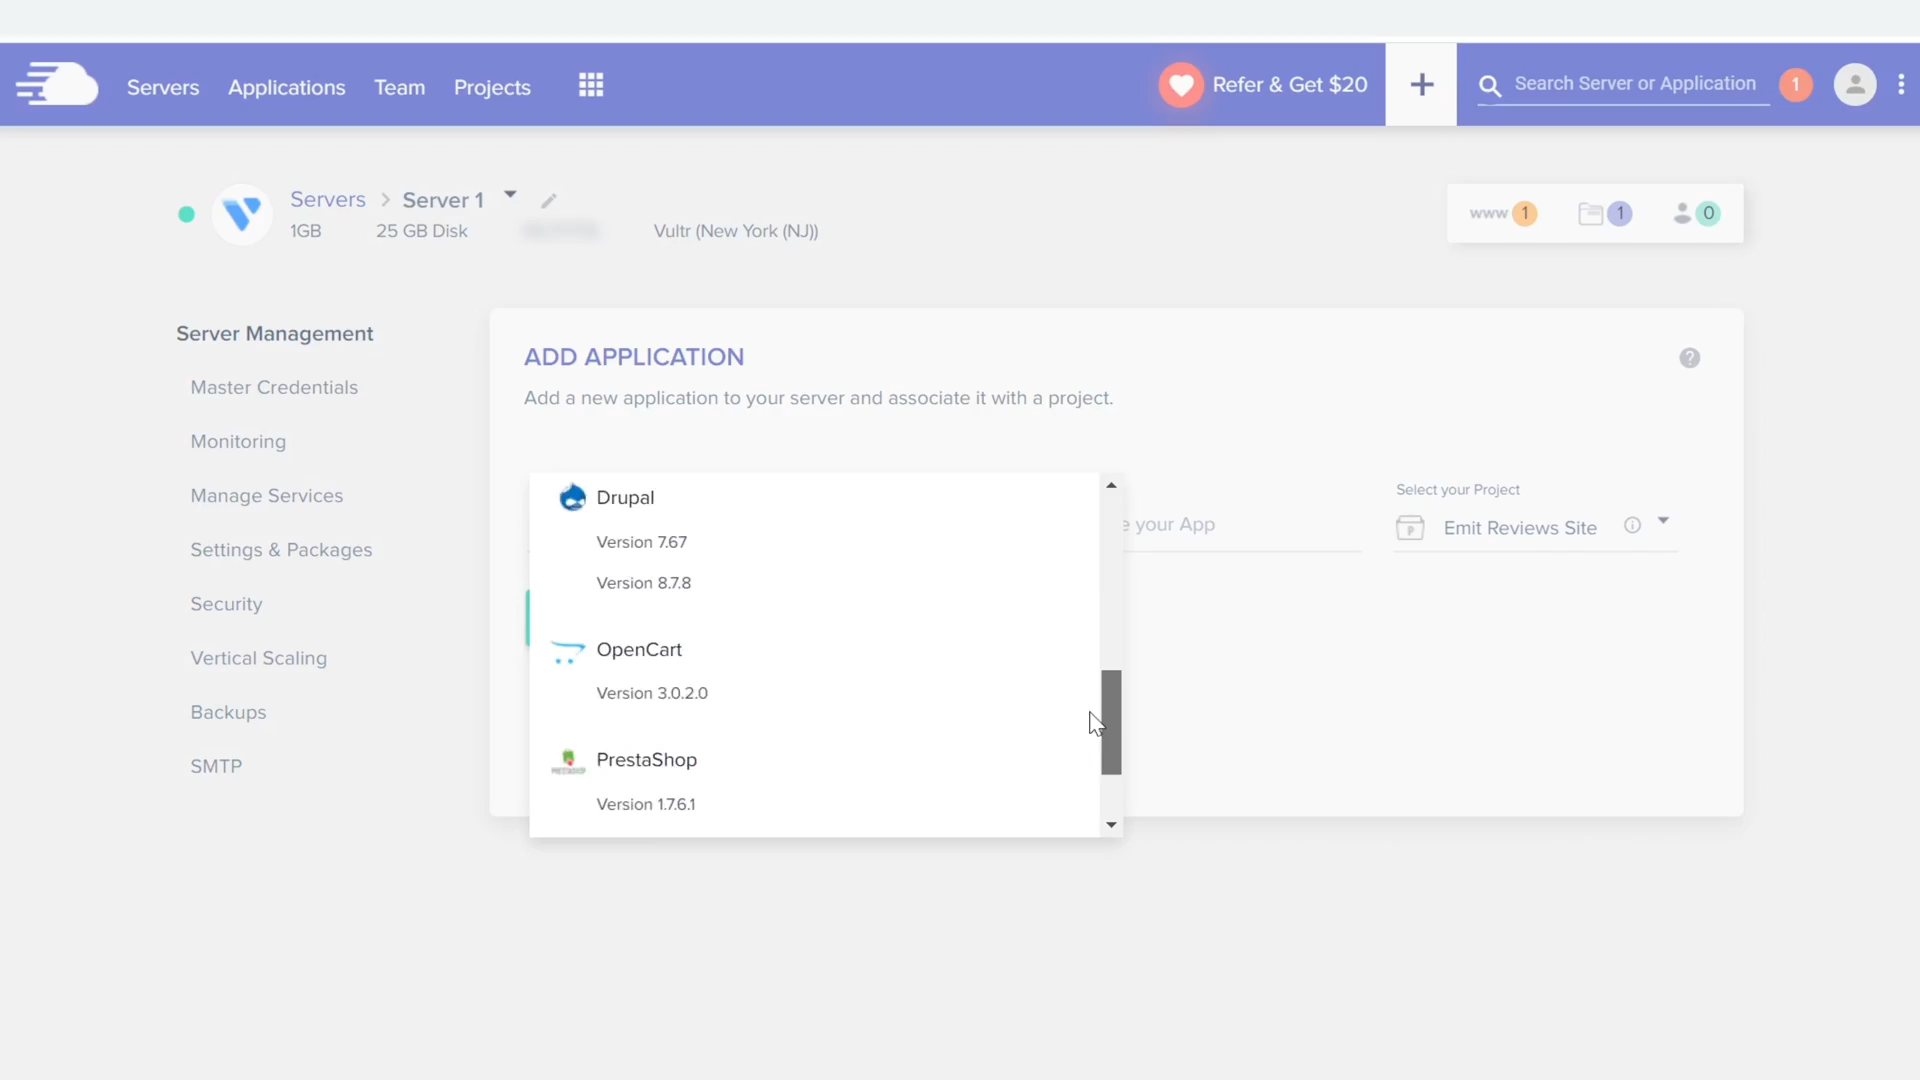 Servers
Applications
Team
Projects
Refer & Get $20
+
Search Server or Application
1
Servers > Server 1
1GB
25 GB Disk
Vultr (New York (NJ))
www 1
1
0
Server Management
Master Credentials
Monitoring
Manage Services
Settings & Packages
Security
Vertical Scaling
Backups
SMTP
ADD APPLICATION
?
Add a new application to your server and associate it with a project.
Drupal
Version 7.67
Version 8.7.8
OpenCart
Version 3.0.2.0
PrestaShop
Version 1.7.6.1
e your App
Select your Project
Emit Reviews Site